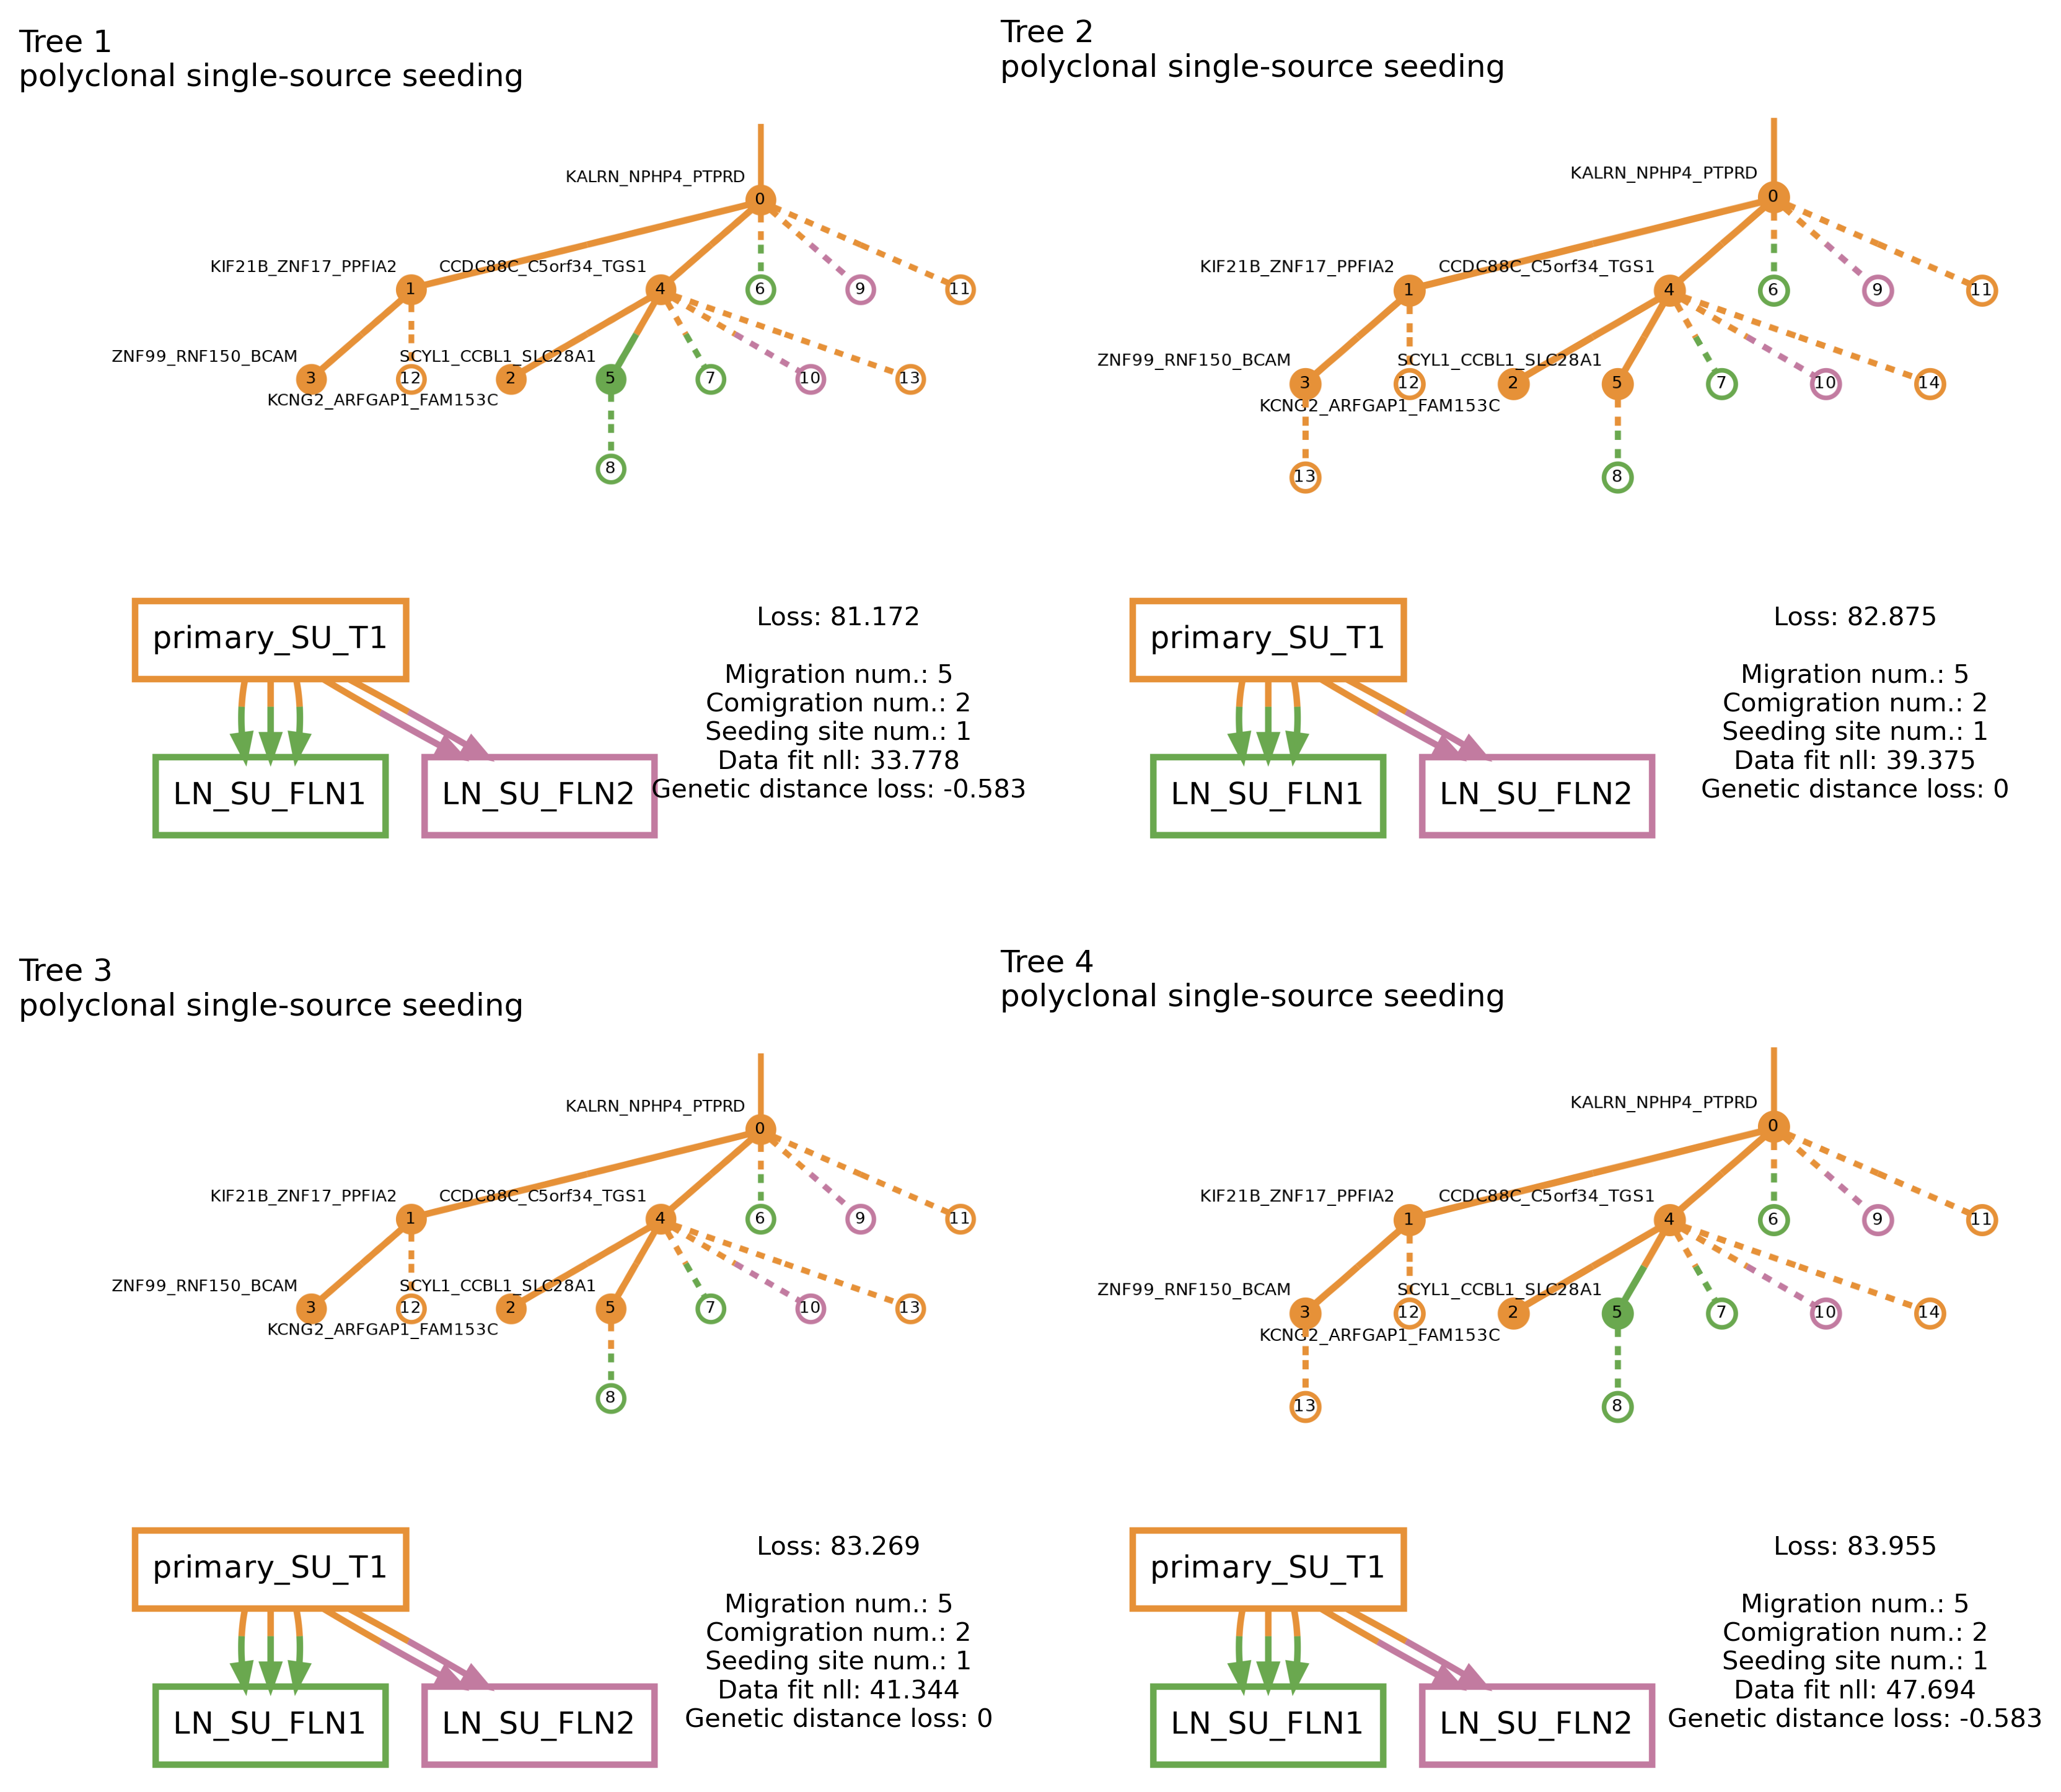 Tree 1
polyclonal single-source seeding
KALRN_NPHP4_PTPRD
0
KIF21B_ZNF17_PPFIA2
CCDC88C_C5orf34_TGS1
1
4
6
9
11
ZNF99_RNF150_BCAM
SCYL1_CCBL1_SLC28A1
3
12
2
5
7
10
13
KCNG2_ARFGAP1_FAM153C
8
primary_SU_T1
LN_SU_FLN1
LN_SU_FLN2
Loss: 81.172
Migration num.: 5
Comigration num.: 2
Seeding site num.: 1
Data fit nll: 33.778
Genetic distance loss: -0.583
Tree 2
polyclonal single-source seeding
KALRN_NPHP4_PTPRD
0
KIF21B_ZNF17_PPFIA2
CCDC88C_C5orf34_TGS1
1
4
6
9
11
ZNF99_RNF150_BCAM
SCYL1_CCBL1_SLC28A1
3
12
2
5
7
10
14
KCNG2_ARFGAP1_FAM153C
13
8
primary_SU_T1
LN_SU_FLN1
LN_SU_FLN2
Loss: 82.875
Migration num.: 5
Comigration num.: 2
Seeding site num.: 1
Data fit nll: 39.375
Genetic distance loss: 0
Tree 3
polyclonal single-source seeding
KALRN_NPHP4_PTPRD
0
KIF21B_ZNF17_PPFIA2
CCDC88C_C5orf34_TGS1
1
4
6
9
11
ZNF99_RNF150_BCAM
SCYL1_CCBL1_SLC28A1
3
12
2
5
7
10
13
KCNG2_ARFGAP1_FAM153C
8
primary_SU_T1
LN_SU_FLN1
LN_SU_FLN2
Loss: 83.269
Migration num.: 5
Comigration num.: 2
Seeding site num.: 1
Data fit nll: 41.344
Genetic distance loss: 0
Tree 4
polyclonal single-source seeding
KALRN_NPHP4_PTPRD
0
KIF21B_ZNF17_PPFIA2
CCDC88C_C5orf34_TGS1
1
4
6
9
11
ZNF99_RNF150_BCAM
SCYL1_CCBL1_SLC28A1
3
12
2
5
7
10
14
KCNG2_ARFGAP1_FAM153C
13
8
primary_SU_T1
LN_SU_FLN1
LN_SU_FLN2
Loss: 83.955
Migration num.: 5
Comigration num.: 2
Seeding site num.: 1
Data fit nll: 47.694
Genetic distance loss: -0.583